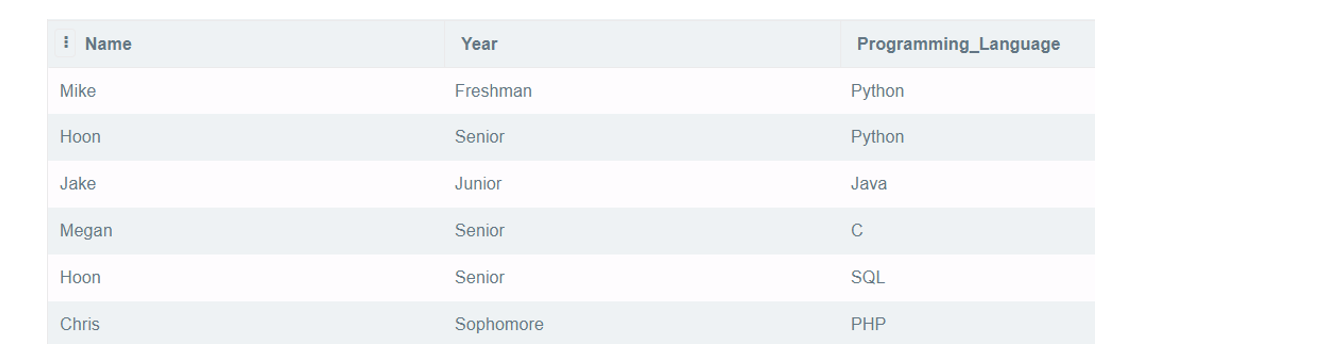 Name Year Programming_Language
Mike Freshman Python
Hoon Senior Python
Jake Junior Java
Megan Senior C
Hoon Senior SQL
Chris Sophomore PHP